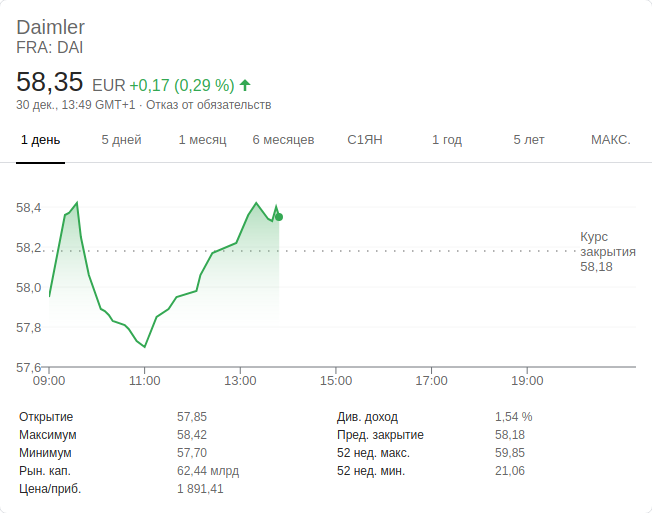 Daimler
FRA: DAI
58,35 EUR +0,17 (0,29 %)
30 дек., 13:49 GMT+1 · Отказ от обязательств
1 день 5 дней 1 месяц 6 месяцев С1ЯН 1 год 5 лет МАКС.
58,4
58,2
58,0
57,8
57,6
Курс
закрытия
58,18
09:00 11:00 13:00 15:00 17:00 19:00
Открытие 57,85 Див. доход 1,54 %
Максимум 58,42 Пред. закрытие 58,18
Минимум 57,70 52 нед. макс. 59,85
Рын. кап. 62,44 млрд 52 нед. мин. 21,06
Цена/приб. 1 891,41